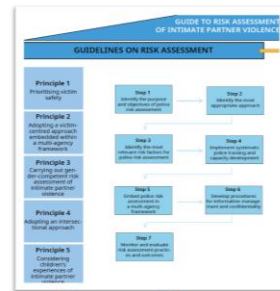 GUIDE TO RISK ASSESSMENT
OF INTIMATE PARTNER VIOLENCE
GUIDELINES ON RISK ASSESSMENT
Principle 1
Prioritising victim
safety
Principle 2
Adopting a victim-
centred approach
embedded within
a multi-agency
framework
Principle 3
Carrying out gen-
der-competent risk
assessment of
intimate partner
violence
Principle 4
Adopting an intersec-
tional approach
Principle 5
Considering
children's
experiences of
intimate partner
violence
Step 1
Identify the purpose
and objectives of police
risk assessment
Step 2
Identify the most
appropriate approach
Step 3
Identify the most
relevant risk factors for
police risk assessment
Step 4
Implement systematic
police training and
capacity development
Step 5
Embed police risk
assessment in
a multi-agency
framework
Step 6
Develop procedures
for information manage-
ment and confidentiality
Step 7
Monitor and evaluate
risk assessment practic-
es and outcomes